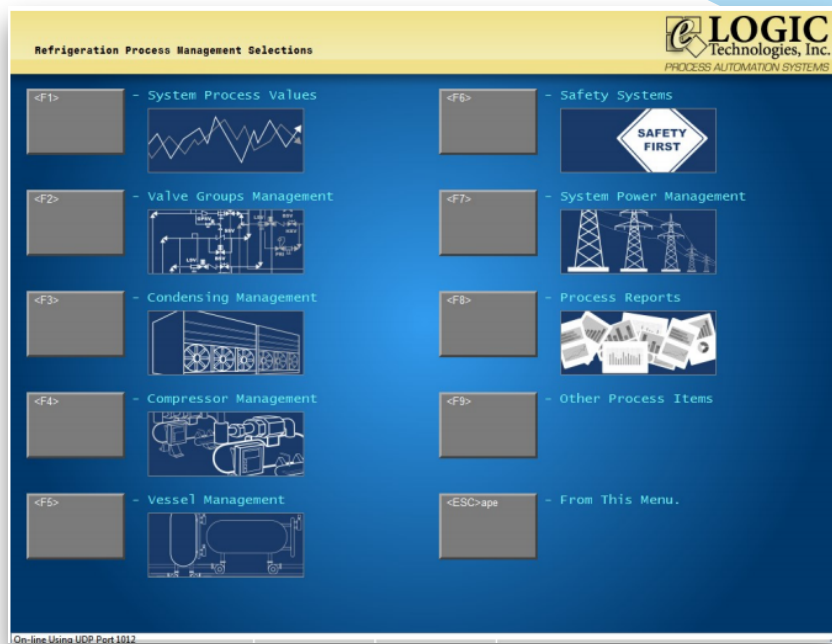 Refrigeration Process Management Selections
e LOGIC
Technologies, Inc.
PROCESS AUTOMATION SYSTEMS
<F1> - System Process Values
<F2> - Valve Groups Management
<F3> - Condensing Management
<F4> - Compressor Management
<F5> - Vessel Management
<F6> - Safety Systems
SAFETY
FIRST
<F7> - System Power Management
<F8> - Process Reports
<F9> - Other Process Items
<ESC>ape - From This Menu.
On-line Using UDP Port 1012